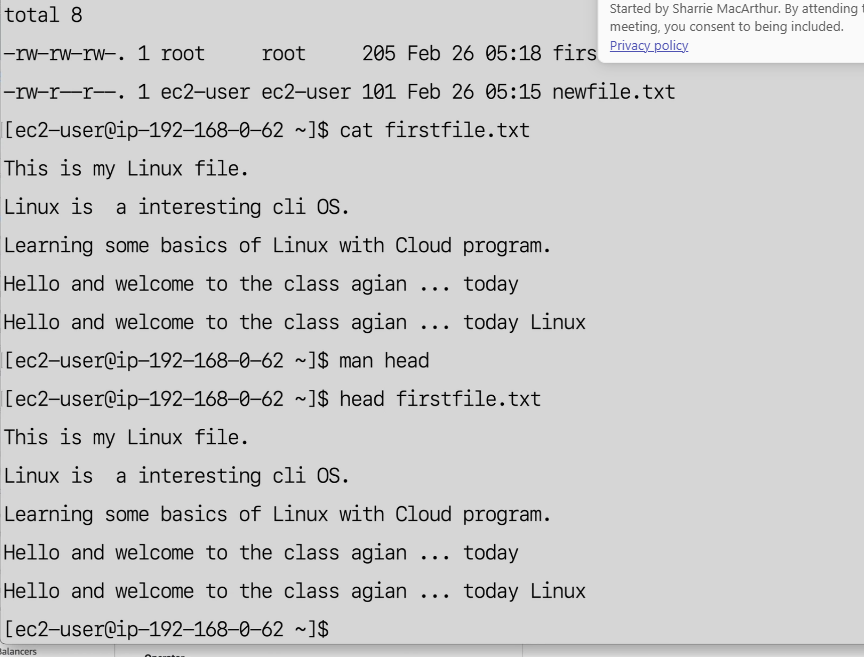 total 8
Started by Sharrie MacArthur. By attending
meeting, you consent to being included.
Privacy policy
-rw-rw-rw-. 1 root     root     205 Feb 26 05:18 firs
-rw-r--r--. 1 ec2-user ec2-user 101 Feb 26 05:15 newfile.txt
[ec2-user@ip-192-168-0-62 ~]$ cat firstfile.txt
This is my Linux file.
Linux is  a interesting cli OS.
Learning some basics of Linux with Cloud program.
Hello and welcome to the class agian ... today
Hello and welcome to the class agian ... today Linux
[ec2-user@ip-192-168-0-62 ~]$ man head
[ec2-user@ip-192-168-0-62 ~]$ head firstfile.txt
This is my Linux file.
Linux is  a interesting cli OS.
Learning some basics of Linux with Cloud program.
Hello and welcome to the class agian ... today
Hello and welcome to the class agian ... today Linux
[ec2-user@ip-192-168-0-62 ~]$
Balancers